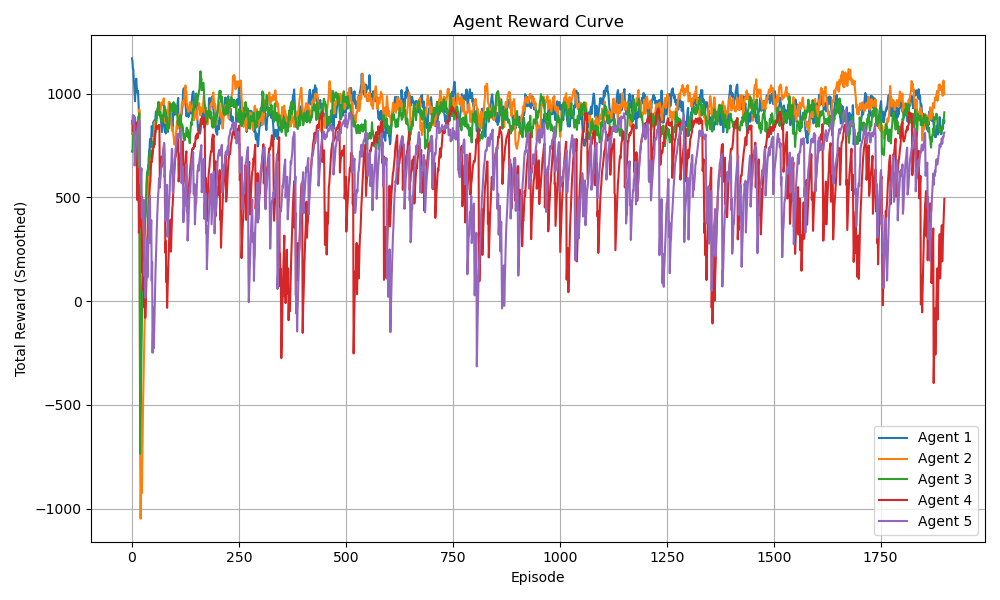 Agent Reward Curve
Total Reward (Smoothed)
1000
500
0
−500
−1000
0 250 500 750 1000 1250 1500 1750
Episode
Agent 1
Agent 2
Agent 3
Agent 4
Agent 5